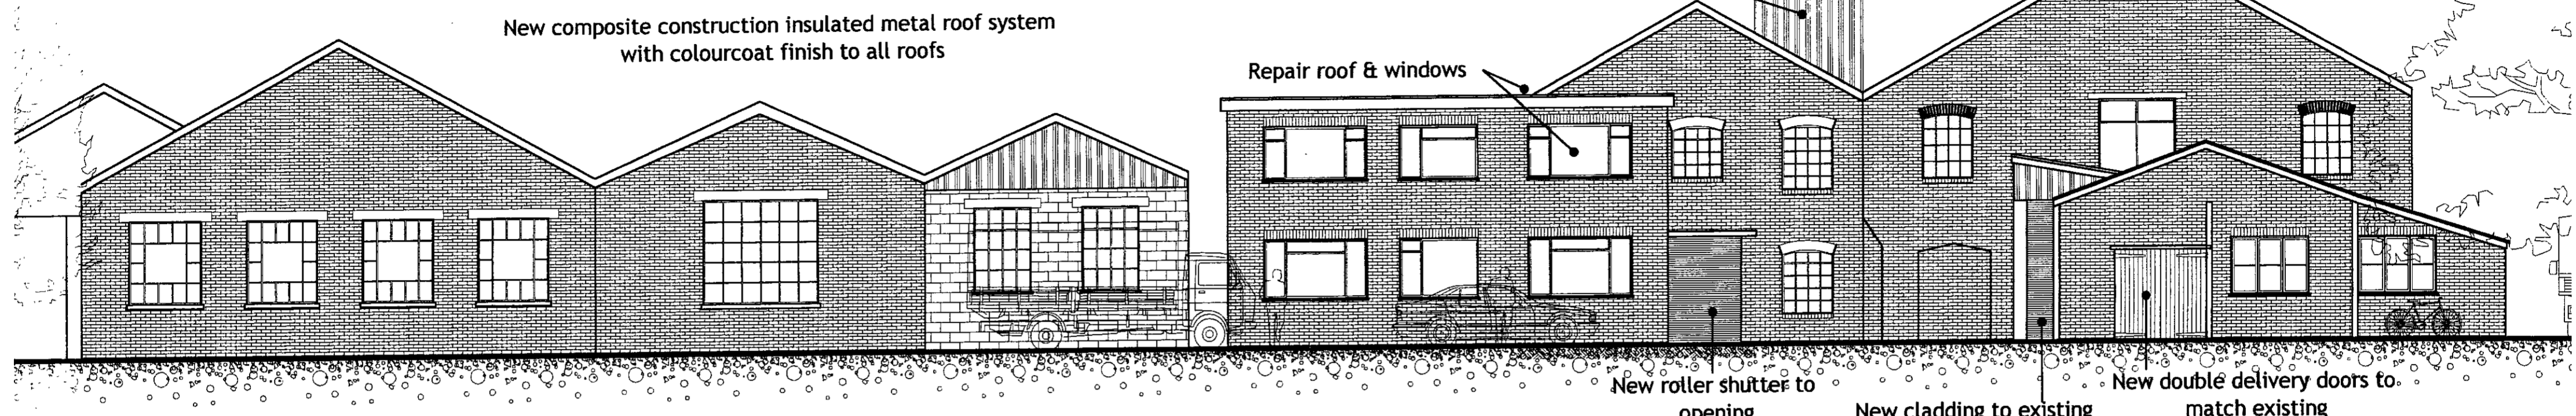 New composite construction insulated metal roof system
with colourcoat finish to all roofs
Repair roof & windows
New roller shutter to
opening
New double delivery doors to
match existing
New cladding to existing